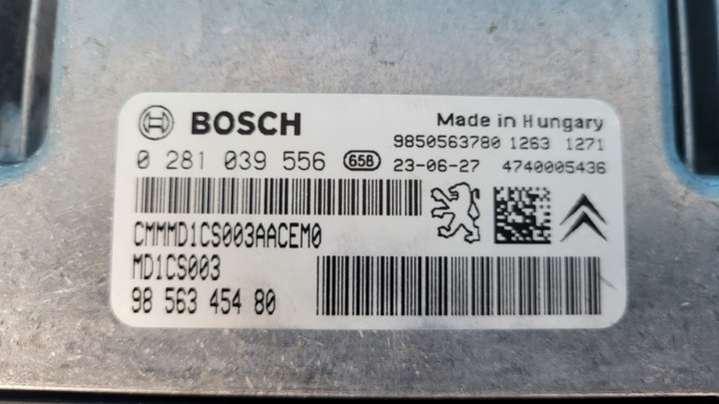 BOSCH
Made in Hungary
9850563780 1263 1271
0 281 039 556 658 23-06-27 4740005436
CMMMD1CS003AACEM0
MD1CS003
98 563 454 80